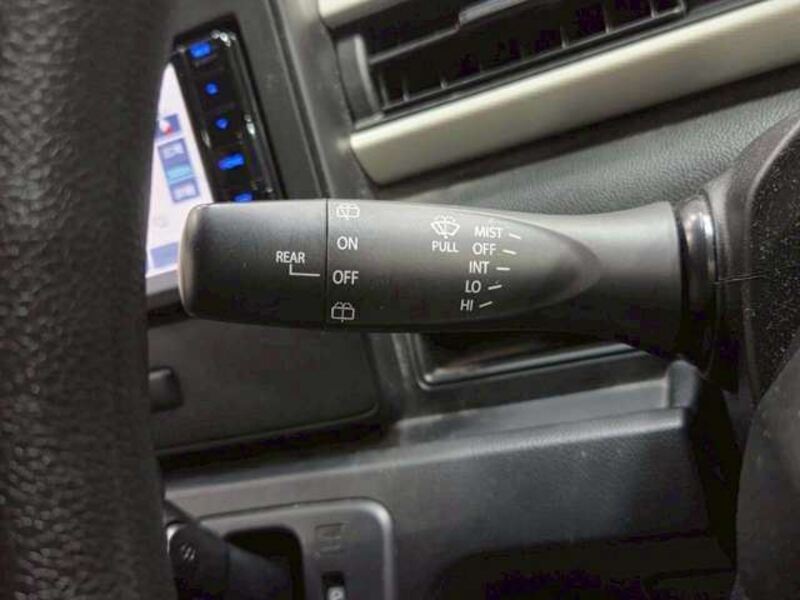 REAR
ON
OFF
PULL
MIST
OFF
INT
LO
HI